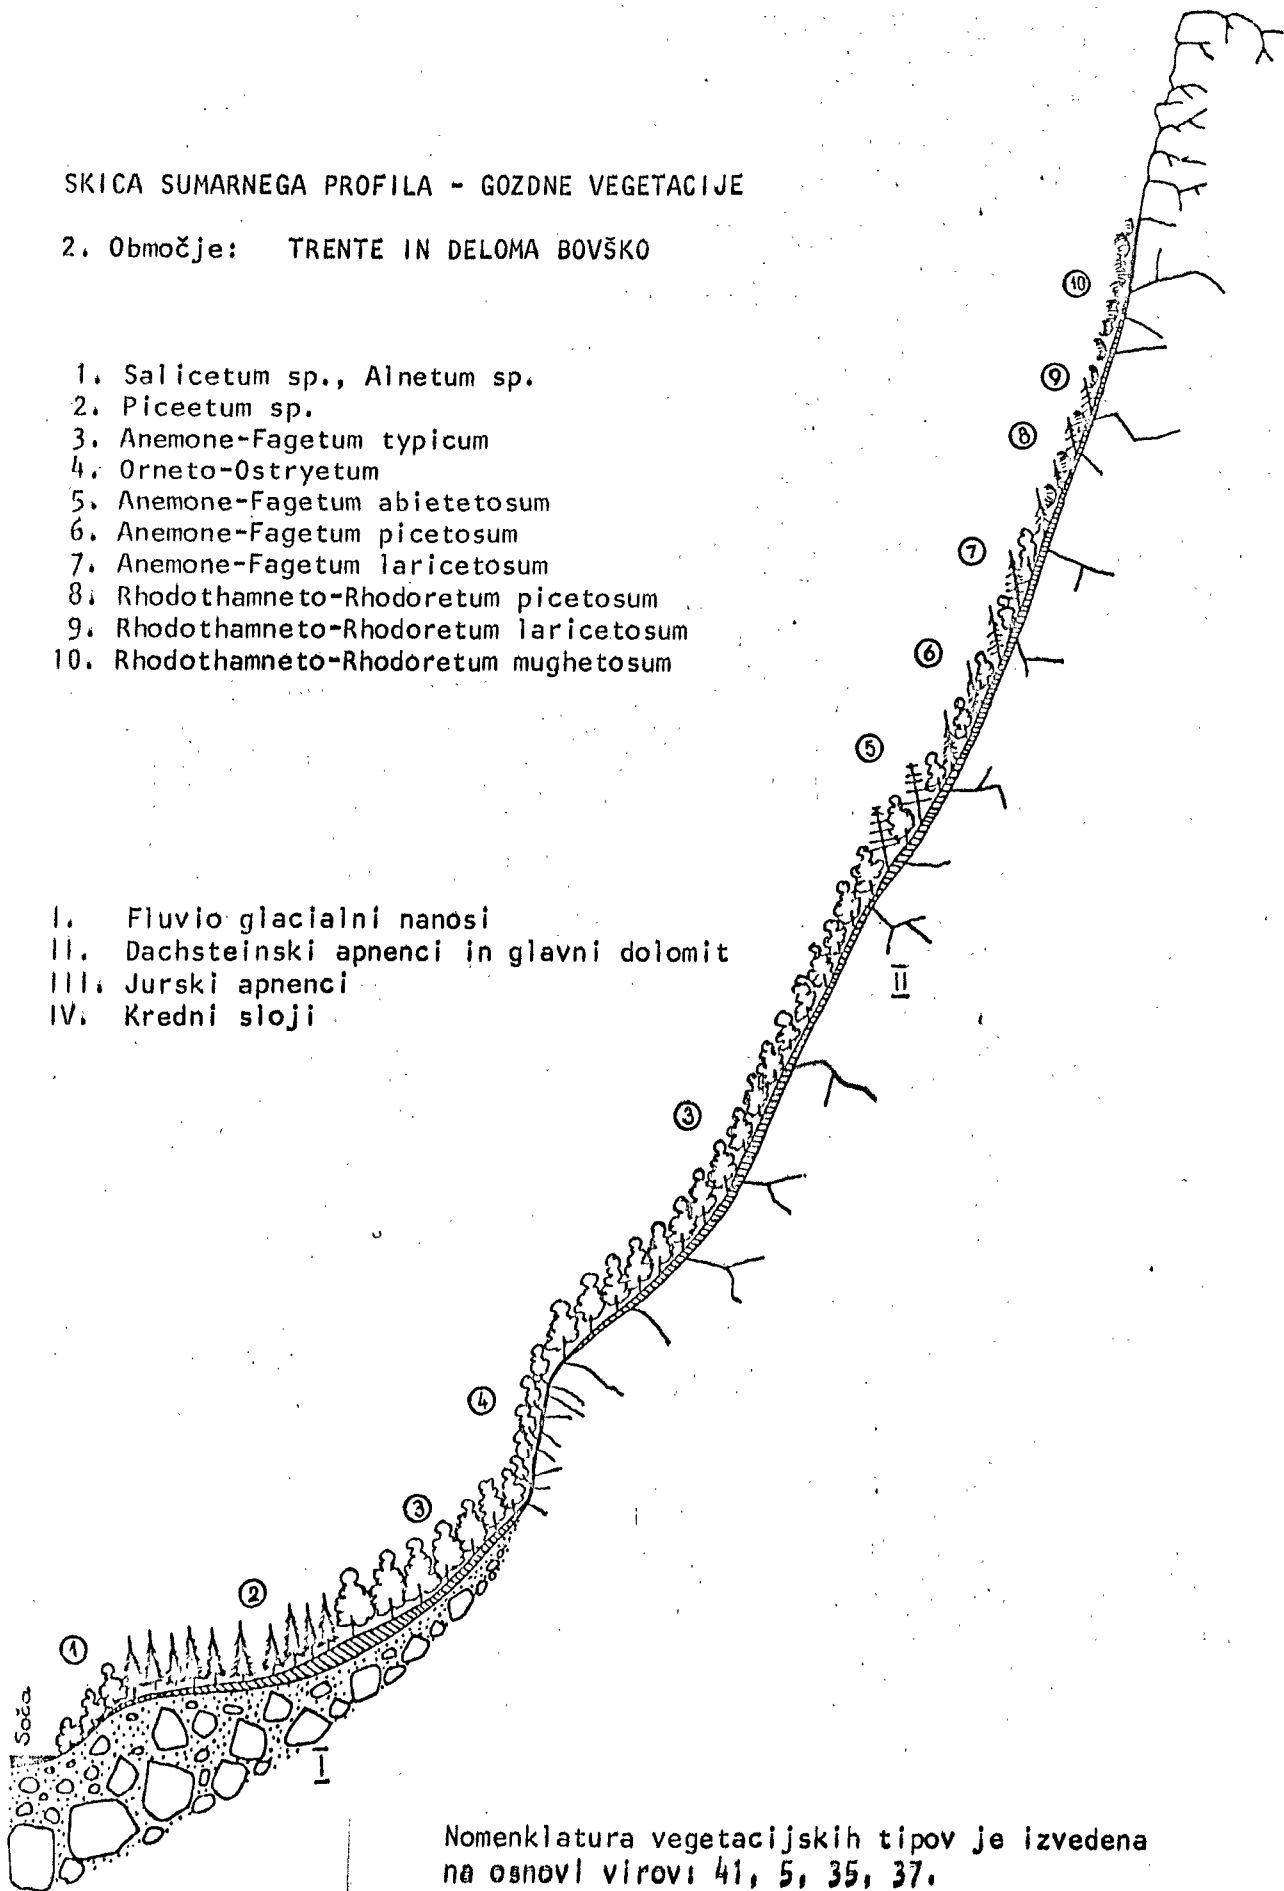 SKICA SUMARNEGA PROFILA - GOZDNE VEGETACIJE
2. Območje: TRENTE IN DELOMA BOVŠKO
1. Salicetum sp., Alnetum sp.
2. Piceetum sp.
3. Anemone-Fagetum typicum
4. Orneto-Ostryetum
5. Anemone-Fagetum abietetosum
6. Anemone-Fagetum picetosum
7. Anemone-Fagetum laricetosum
8. Rhodothamneto-Rhodoretum picetosum
9. Rhodothamneto-Rhodoretum laricetosum
10. Rhodothamneto-Rhodoretum mughetosum
I. Fluvio glacialni nanosi
II. Dachsteinski apnenci in glavni dolomit
III. Jurski apnenci
IV. Kredni sloji
10
9
8
7
6
5
II
3
4
3
2
1
Soča
I
Nomenklatura vegetacijskih tipov je izvedena
na osnovi virov: 41, 5, 35, 37.